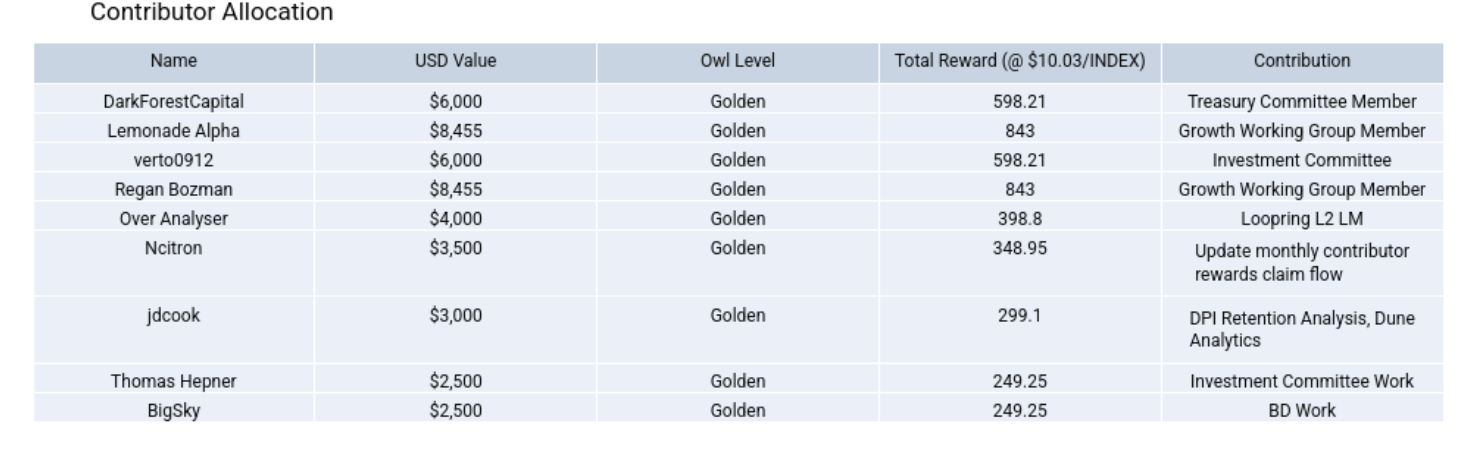 Contributor Allocation
Name USD Value Owl Level Total Reward (@ $10.03/INDEX) Contribution
DarkForestCapital $6,000 Golden 598.21 Treasury Committee Member
Lemonade Alpha $8,455 Golden 843 Growth Working Group Member
verto0912 $6,000 Golden 598.21 Investment Committee
Regan Bozman $8,455 Golden 843 Growth Working Group Member
Over Analyser $4,000 Golden 398.8 Loopring L2 LM
Ncitron $3,500 Golden 348.95 Update monthly contributor
rewards claim flow
jdcook $3,000 Golden 299.1 DPI Retention Analysis, Dune
Analytics
Thomas Hepner $2,500 Golden 249.25 Investment Committee Work
BigSky $2,500 Golden 249.25 BD Work